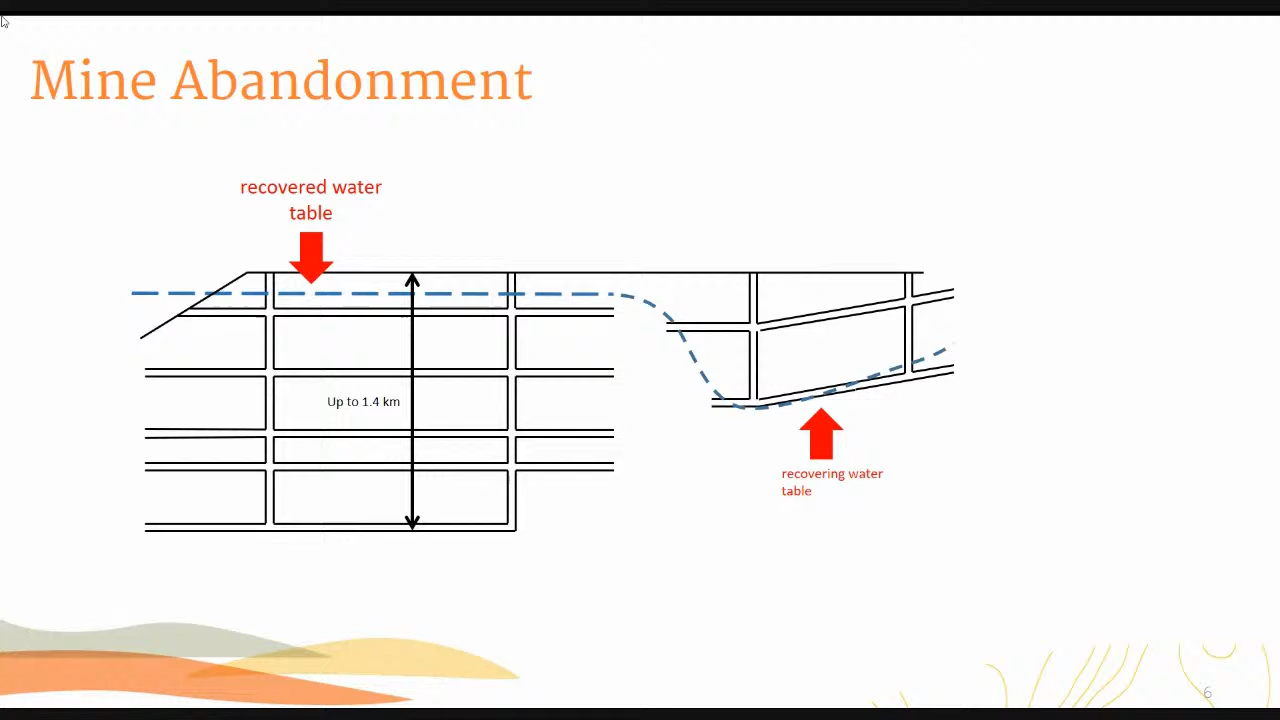 Mine Abandonment
recovered water
table
Up to 1.4 km
recovering water
table
6